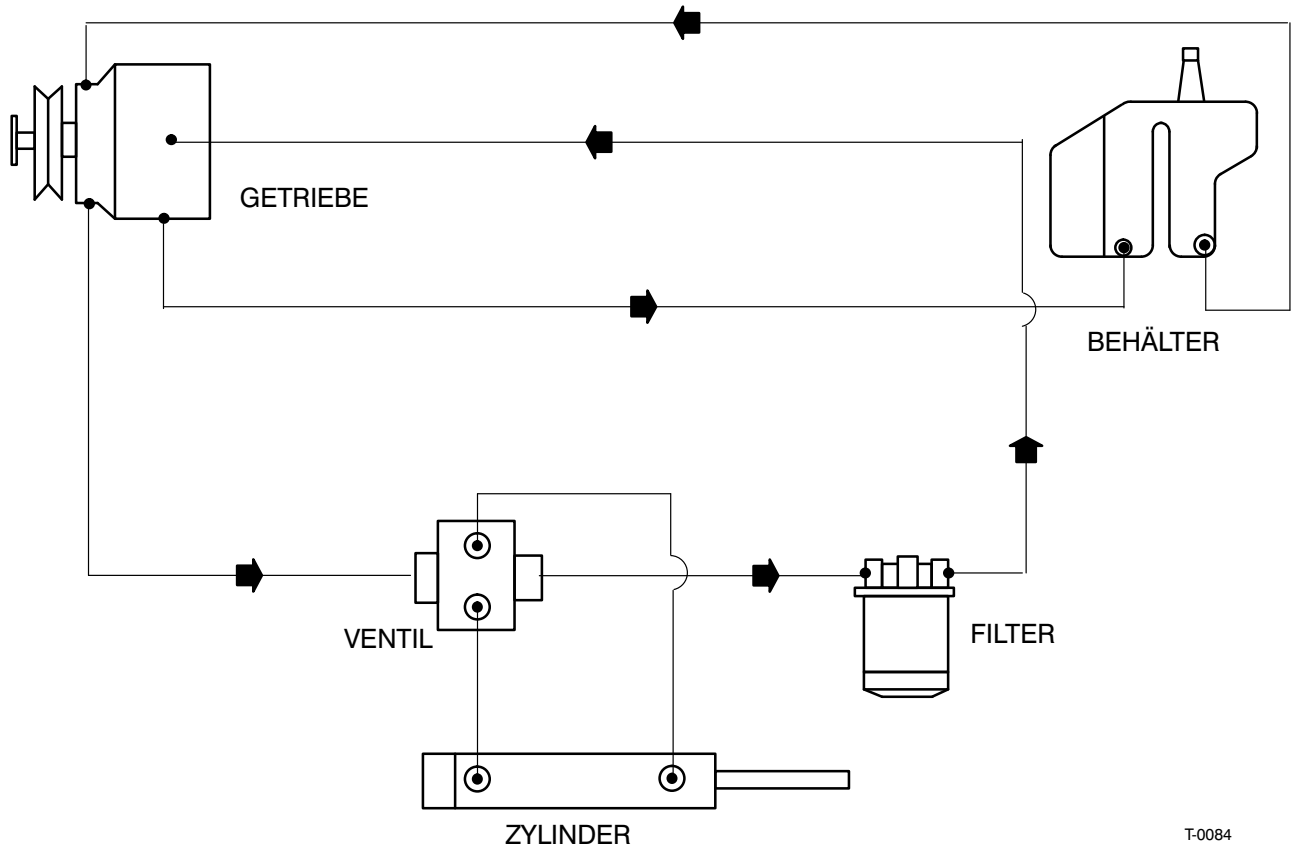 GETRIEBE
BEHÄLTER
VENTIL
FILTER
ZYLINDER
T-0084